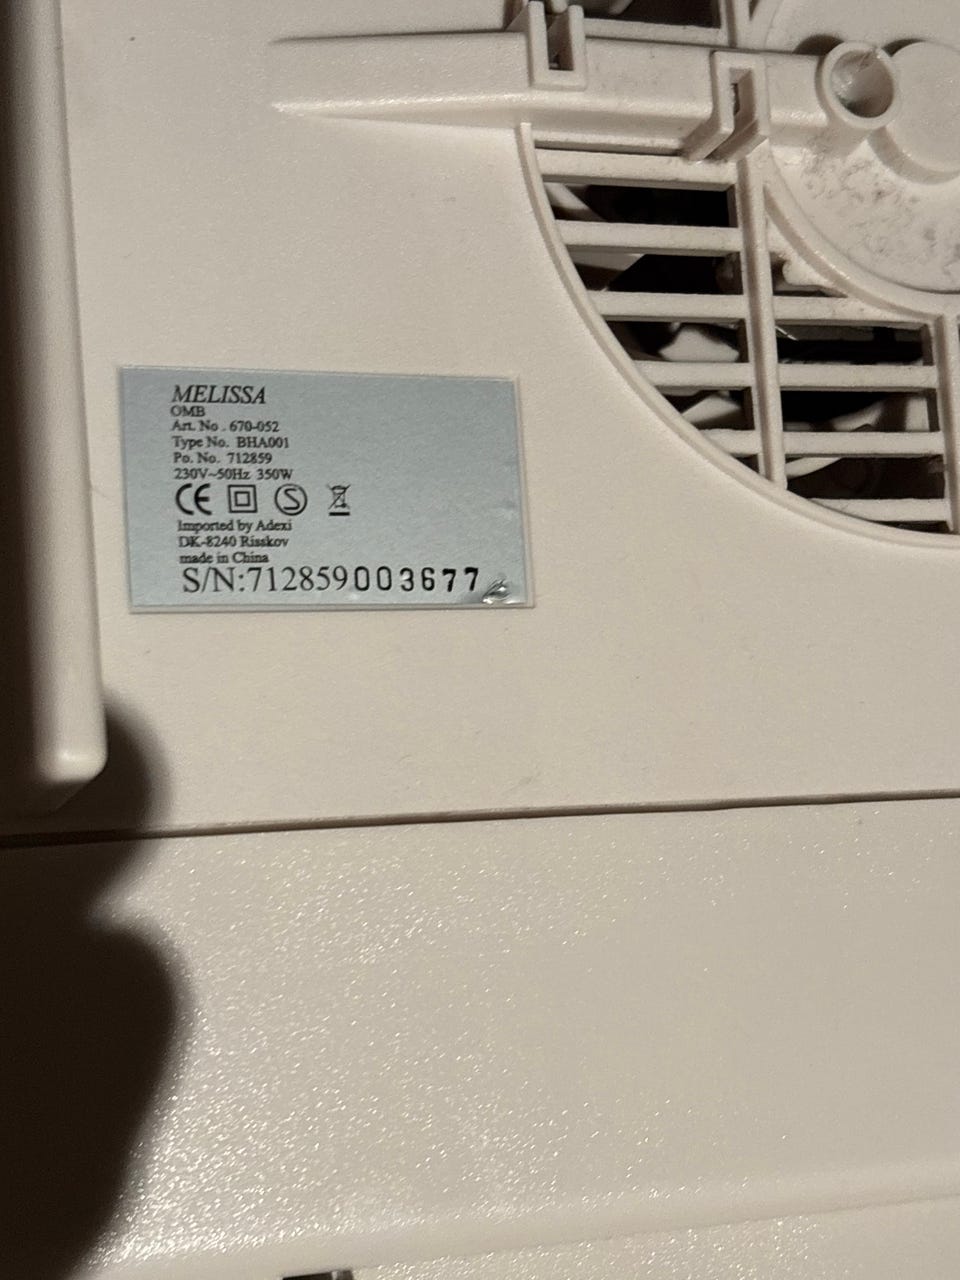 MELISSA
OMB
Art. No . 670-052
Type No. BHA001
Po. No. 712859
230V~50Hz 350W
CE S
Imported by Adexi
DK-8240 Risskov
made in China
S/N:712859003677